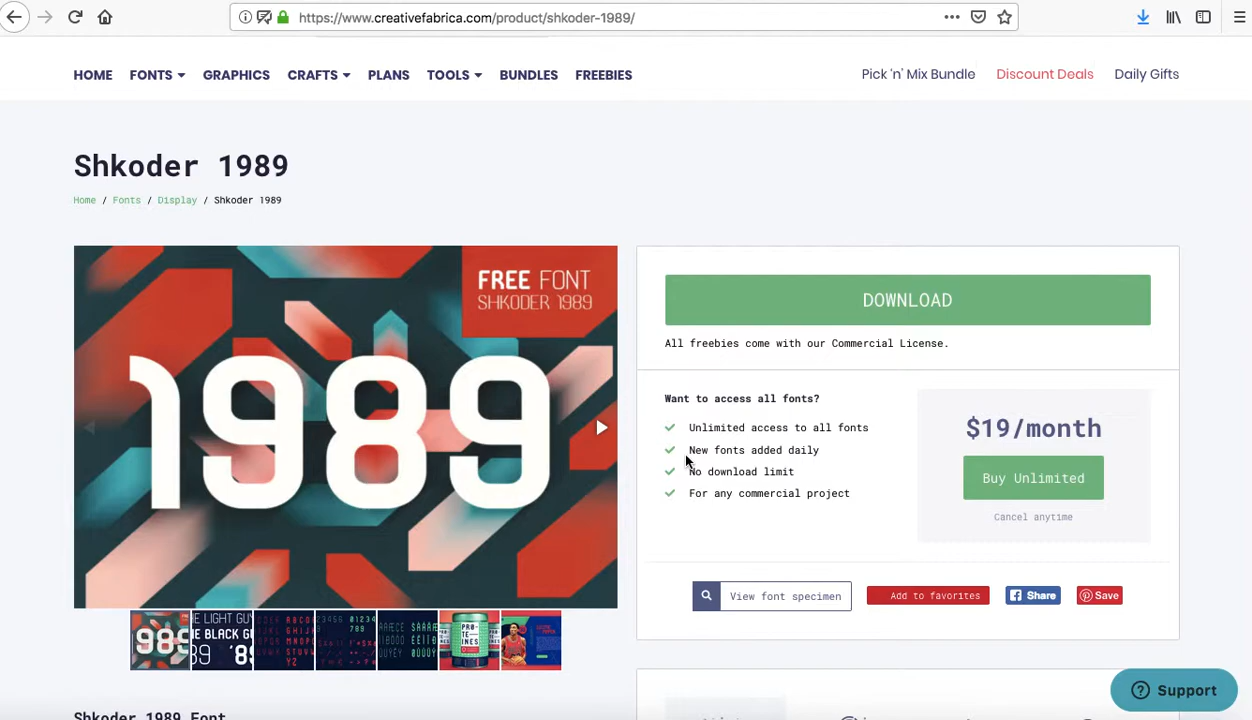 https://www.creativefabrica.com/product/shkoder-1989/
HOME FONTS GRAPHICS CRAFTS PLANS TOOLS BUNDLES FREEBIES Pick 'n' Mix Bundle Discount Deals Daily Gifts
Shkoder 1989
Home / Fonts / Display / Shkoder 1989
FREE FONT
SHKODER 1989
1989
DOWNLOAD
All freebies come with our Commercial License.
Want to access all fonts?
Unlimited access to all fonts
New fonts added daily
No download limit
For any commercial project
$19/month
Buy Unlimited
Cancel anytime
View font specimen
Add to favorites
Share
Save
Support
Shkoder 1989 Font